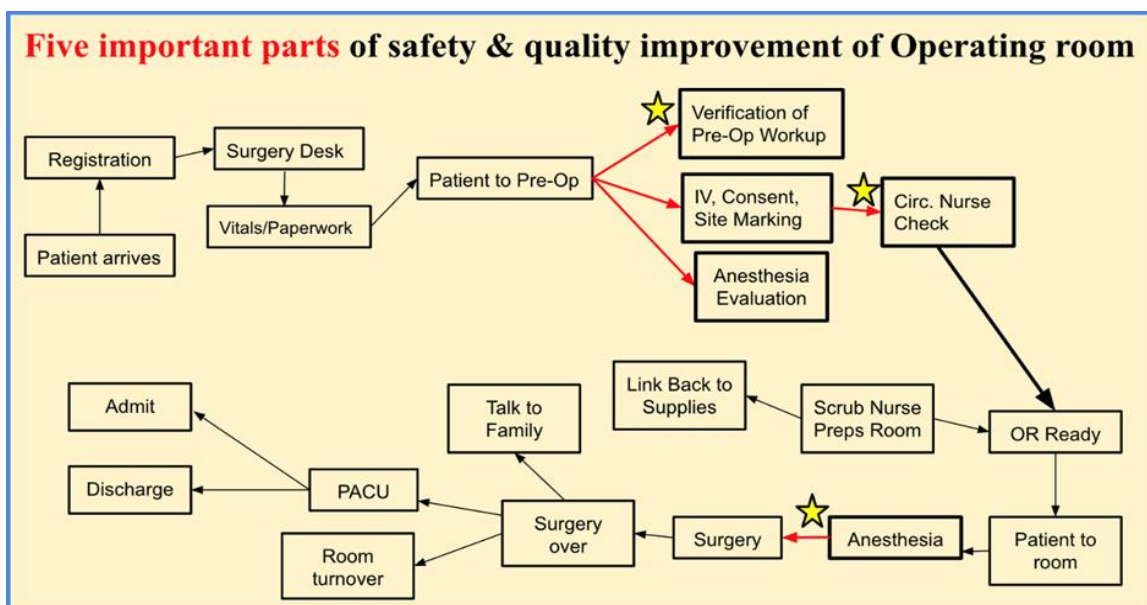 Five important parts of safety & quality improvement of Operating room
Verification of
Pre-Op Workup
Registration
Surgery Desk
Patient to Pre-Op
IV, Consent,
Site Marking
Circ. Nurse
Check
Vitals/Paperwork
Patient arrives
Anesthesia
Evaluation
Link Back to
Supplies
Scrub Nurse
Preps Room
OR Ready
Admit
Talk to
Family
Discharge
PACU
Surgery
over
Surgery
Anesthesia
Patient to
room
Room
turnover